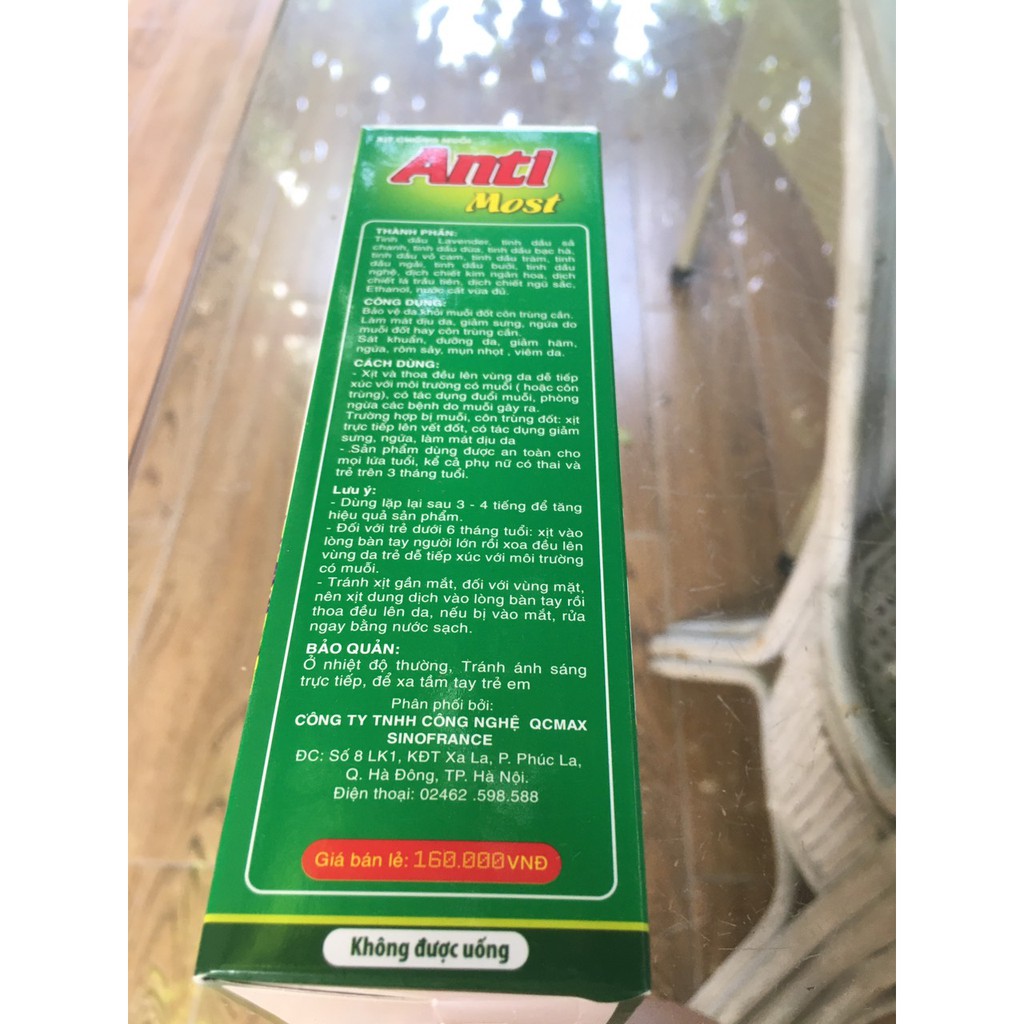 XỊT CHỐNG MUỖI
Anti
Most
THÀNH PHẦN:
Tinh dầu Lavender, tinh dầu sả
chanh, tinh dầu dừa, tinh dầu bạc hà,
tinh dầu vỏ cam, tinh dầu tràm, tinh
dầu ngải, tinh dầu bưởi, tinh dầu
nghệ, dịch chiết kim ngân hoa, dịch
chiết lá trầu tiên, dịch chiết ngũ sắc,
Ethanol, nước cất vừa đủ.
CÔNG DỤNG:
Bảo vệ da khỏi muỗi đốt côn trùng cắn.
Làm mát dịu da, giảm sưng, ngứa do
muỗi đốt hay côn trùng cắn.
Sát khuẩn, dưỡng da, giảm hăm,
ngứa, rôm sảy, mụn nhọt , viêm da.
CÁCH DÙNG:
- Xịt và thoa đều lên vùng da dễ tiếp
xúc với môi trường có muỗi ( hoặc côn
trùng), có tác dụng đuổi muỗi, phòng
ngừa các bệnh do muỗi gây ra.
Trường hợp bị muỗi, côn trùng đốt: xịt
trực tiếp lên vết đốt, có tác dụng giảm
sưng, ngứa, làm mát dịu da
- .Sản phẩm dùng được an toàn cho
mọi lứa tuổi, kể cả phụ nữ có thai và
trẻ trên 3 tháng tuổi.
Lưu ý:
- Dùng lặp lại sau 3 - 4 tiếng để tăng
hiệu quả sản phẩm.
- Đối với trẻ dưới 6 tháng tuổi: xịt vào
lòng bàn tay người lớn rồi xoa đều lên
vùng da trẻ dễ tiếp xúc với môi trường
có muỗi.
- Tránh xịt gần mắt, đối với vùng mặt,
nên xịt dung dịch vào lòng bàn tay rồi
thoa đều lên da, nếu bị vào mắt, rửa
ngay bằng nước sạch.
BẢO QUẢN:
Ở nhiệt độ thường, Tránh ánh sáng
trực tiếp, để xa tầm tay trẻ em
Phân phối bởi:
CÔNG TY TNHH CÔNG NGHỆ QCMAX
SINOFRANCE
ĐC: Số 8 LK1, KĐT Xa La, P. Phúc La,
Q. Hà Đông, TP. Hà Nội.
Điện thoại: 02462 .598.588
Giá bán lẻ: 160.000VNĐ
Không được uống